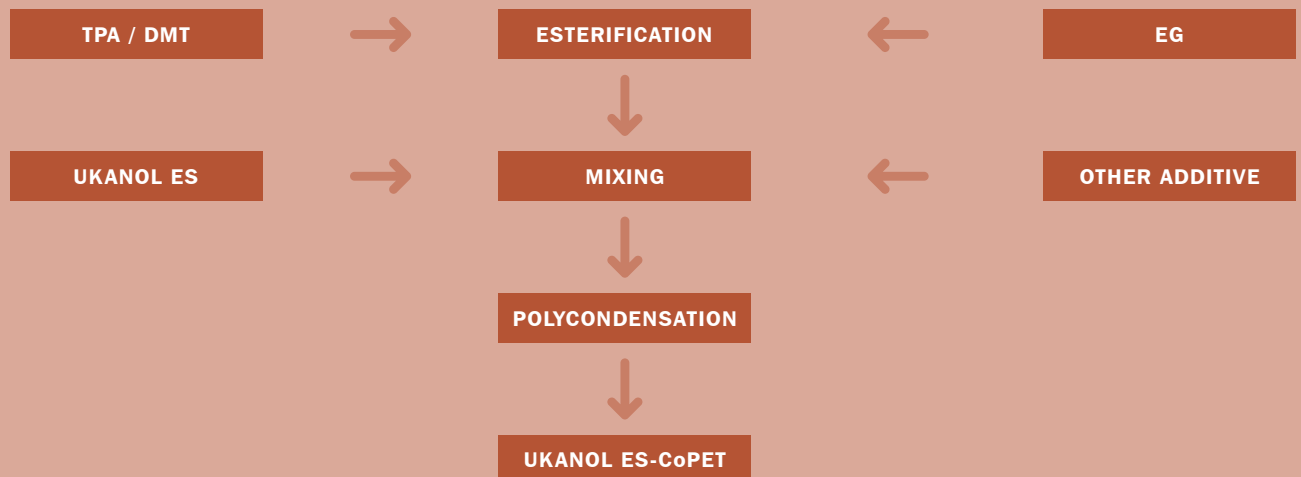 TPA / DMT
ESTERIFICATION
EG
UKANOL ES
MIXING
OTHER ADDITIVE
POLYCONDENSATION
UKANOL ES-CoPET